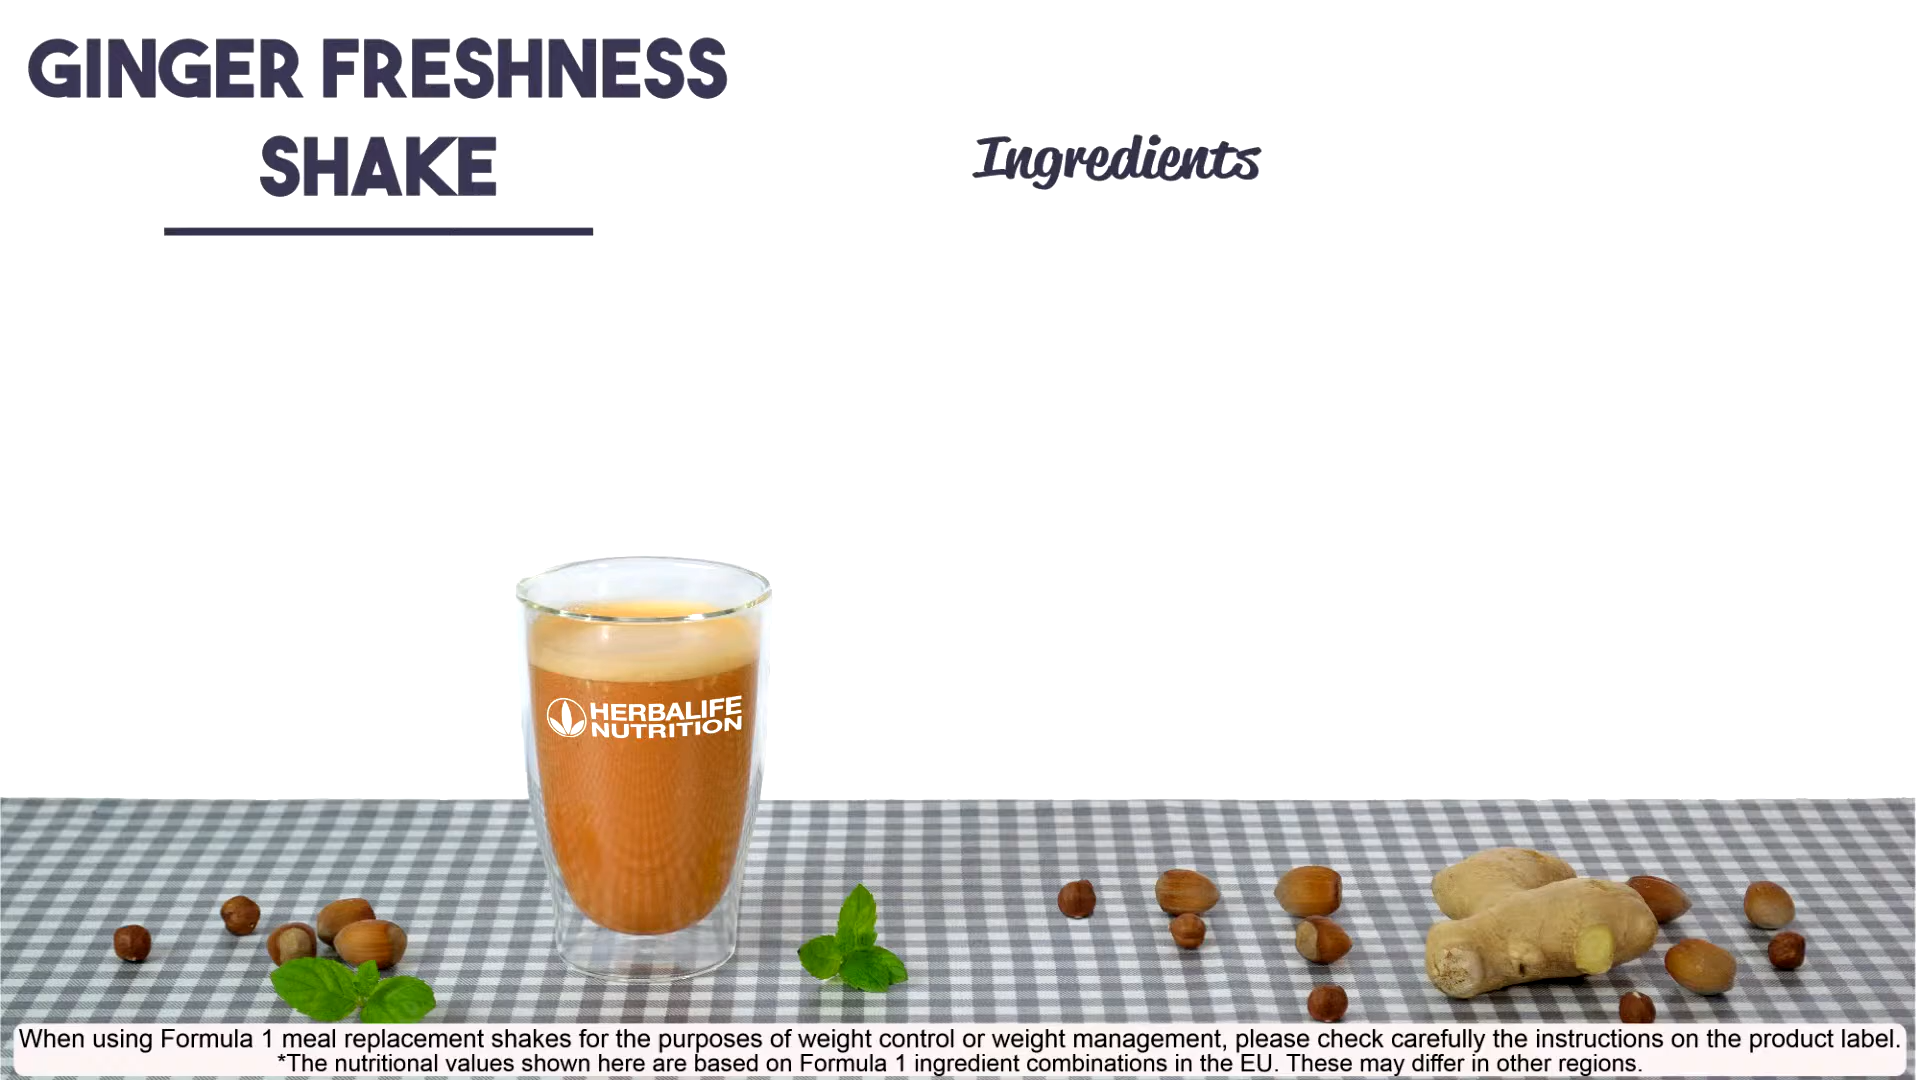 GINGER FRESHNESS
SHAKE
Ingredients
HERBALIFE
NUTRITION
When using Formula 1 meal replacement shakes for the purposes of weight control or weight management, please check carefully the instructions on the product label.
*The nutritional values shown here are based on Formula 1 ingredient combinations in the EU. These may differ in other regions.